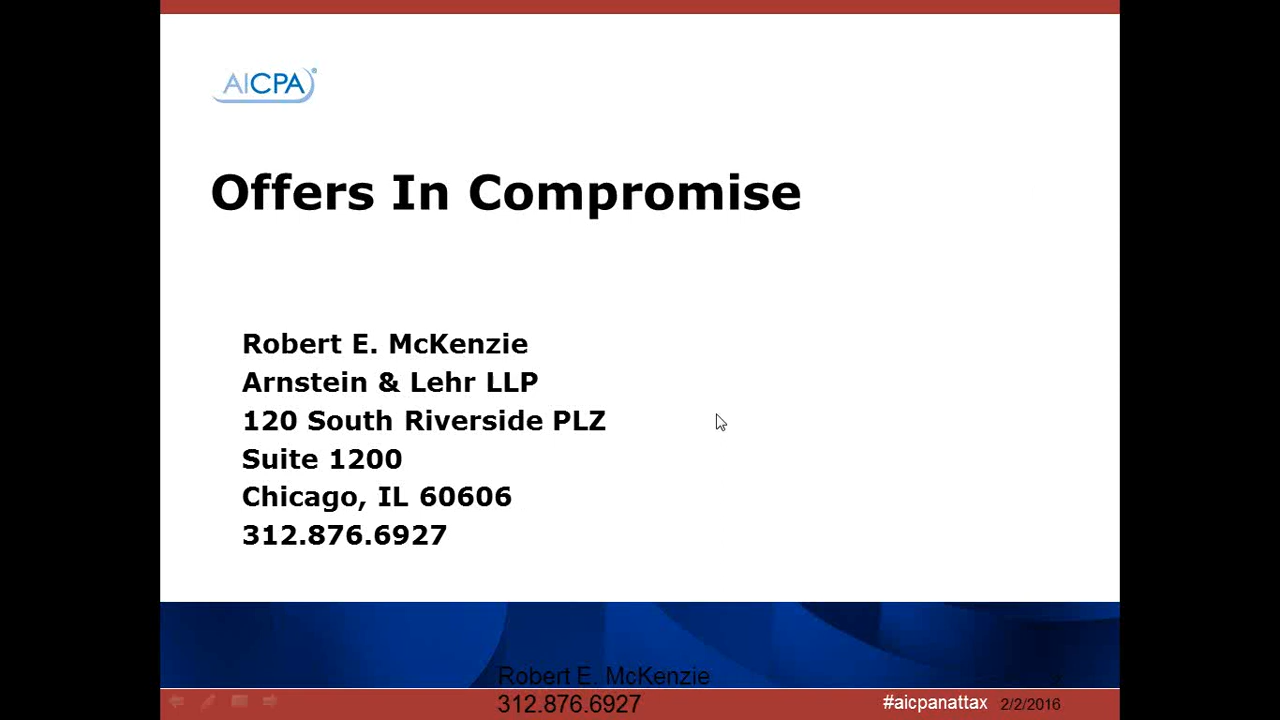 AICPA®
Offers In Compromise
Robert E. McKenzie
Arnstein & Lehr LLP
120 South Riverside PLZ
Suite 1200
Chicago, IL 60606
312.876.6927
Robert E. McKenzie
312.876.6927
#aicpanattax
2/2/2016